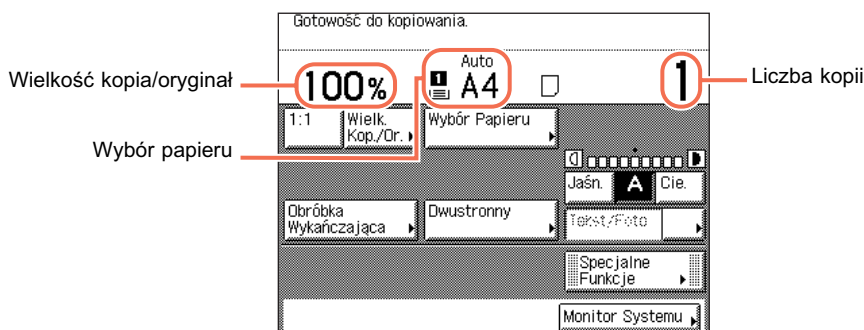 Gotowość do kopiowania.
Wielkość kopia/oryginał
100%
Auto
1 A4
1
Liczba kopii
Wybór papieru
1:1
Wielk.
Kop./Or.
Wybór Papieru
Jaśn.
A
Cie.
Obróbka
Wykańczająca
Dwustronny
Tekst/Foto
Specjalne
Funkcje
Monitor Systemu